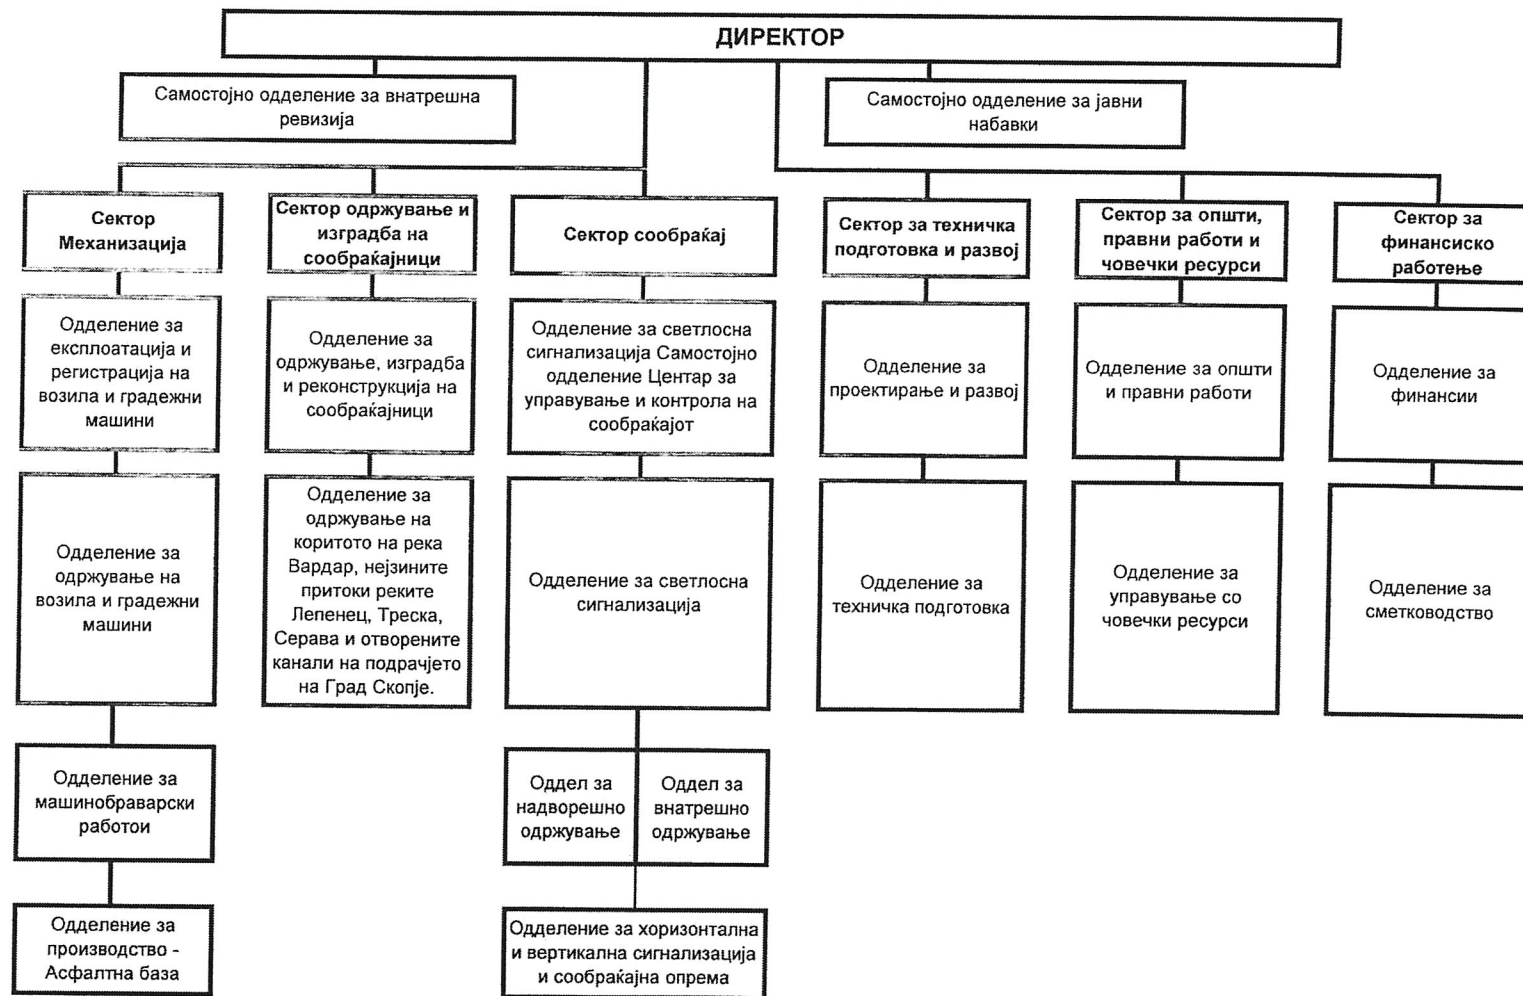 ДИРЕКТОР
Самостојно одделение за внатрешна
ревизија
Самостојно одделение за јавни
набавки
Сектор
Механизација
Сектор одржување и
изградба на
сообраќајници
Сектор сообраќај
Сектор за техничка
подготовка и развој
Сектор за општи,
правни работи и
човечки ресурси
Сектор за
финансиско
работење
Одделение за
експлоатација и
регистрација на
возила и градежни
машини
Одделение за
одржување, изградба
и реконструкција на
сообраќајници
Одделение за светлосна
сигнализација Самостојно
одделение Центар за
управување и контрола на
сообраќајот
Одделение за
проектирање и развој
Одделение за општи
и правни работи
Одделение за
финансии
Одделение за
одржување на
возила и градежни
машини
Одделение за
одржување на
коритото на река
Вардар, нејзините
притоки реките
Лепенец, Треска,
Серава и отворените
канали на подрачјето
на Град Скопје.
Одделение за светлосна
сигнализација
Одделение за
техничка подготовка
Одделение за
управување со
човечки ресурси
Одделение за
сметководство
Одделение за
машинобраварски
работои
Оддел за
надворешно
одржување
Оддел за
внатрешно
одржување
Одделение за
производство -
Асфалтна база
Одделение за хоризонтална
и вертикална сигнализација
и сообраќајна опрема